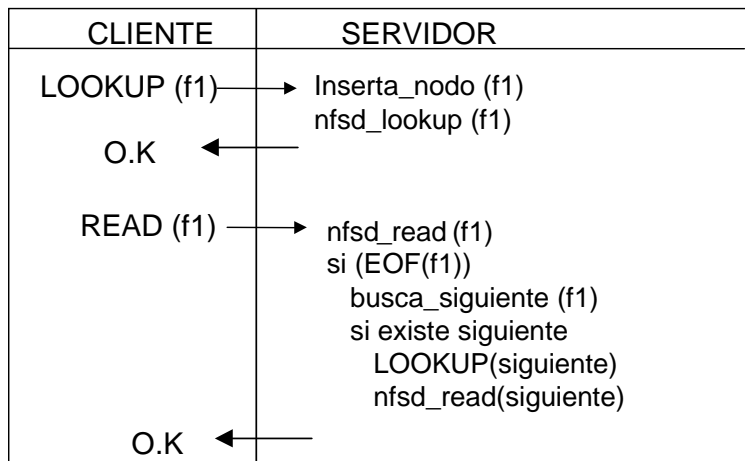 CLIENTE SERVIDOR
LOOKUP (f1) Inserta_nodo (f1)
nfsd_lookup (f1)
O.K
READ (f1) nfsd_read (f1)
si (EOF(f1))
busca_siguiente (f1)
si existe siguiente
LOOKUP(siguiente)
nfsd_read(siguiente)
O.K